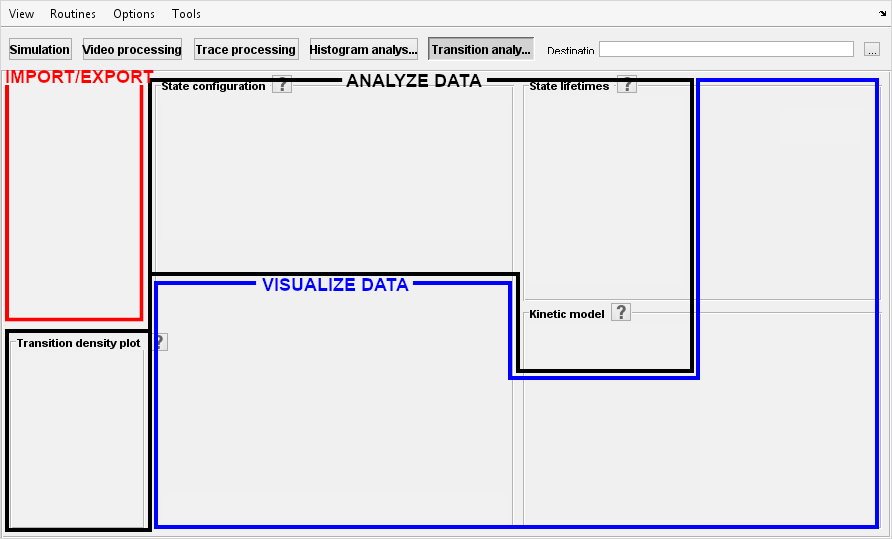 View Routines Options Tools
Simulation Video processing Trace processing Histogram analys... Transition analy... Destinatio ...
IMPORT/EXPORT ANALYZE DATA
State configuration ? State lifetimes ?
VISUALIZE DATA
Kinetic model ?
Transition density plot ?